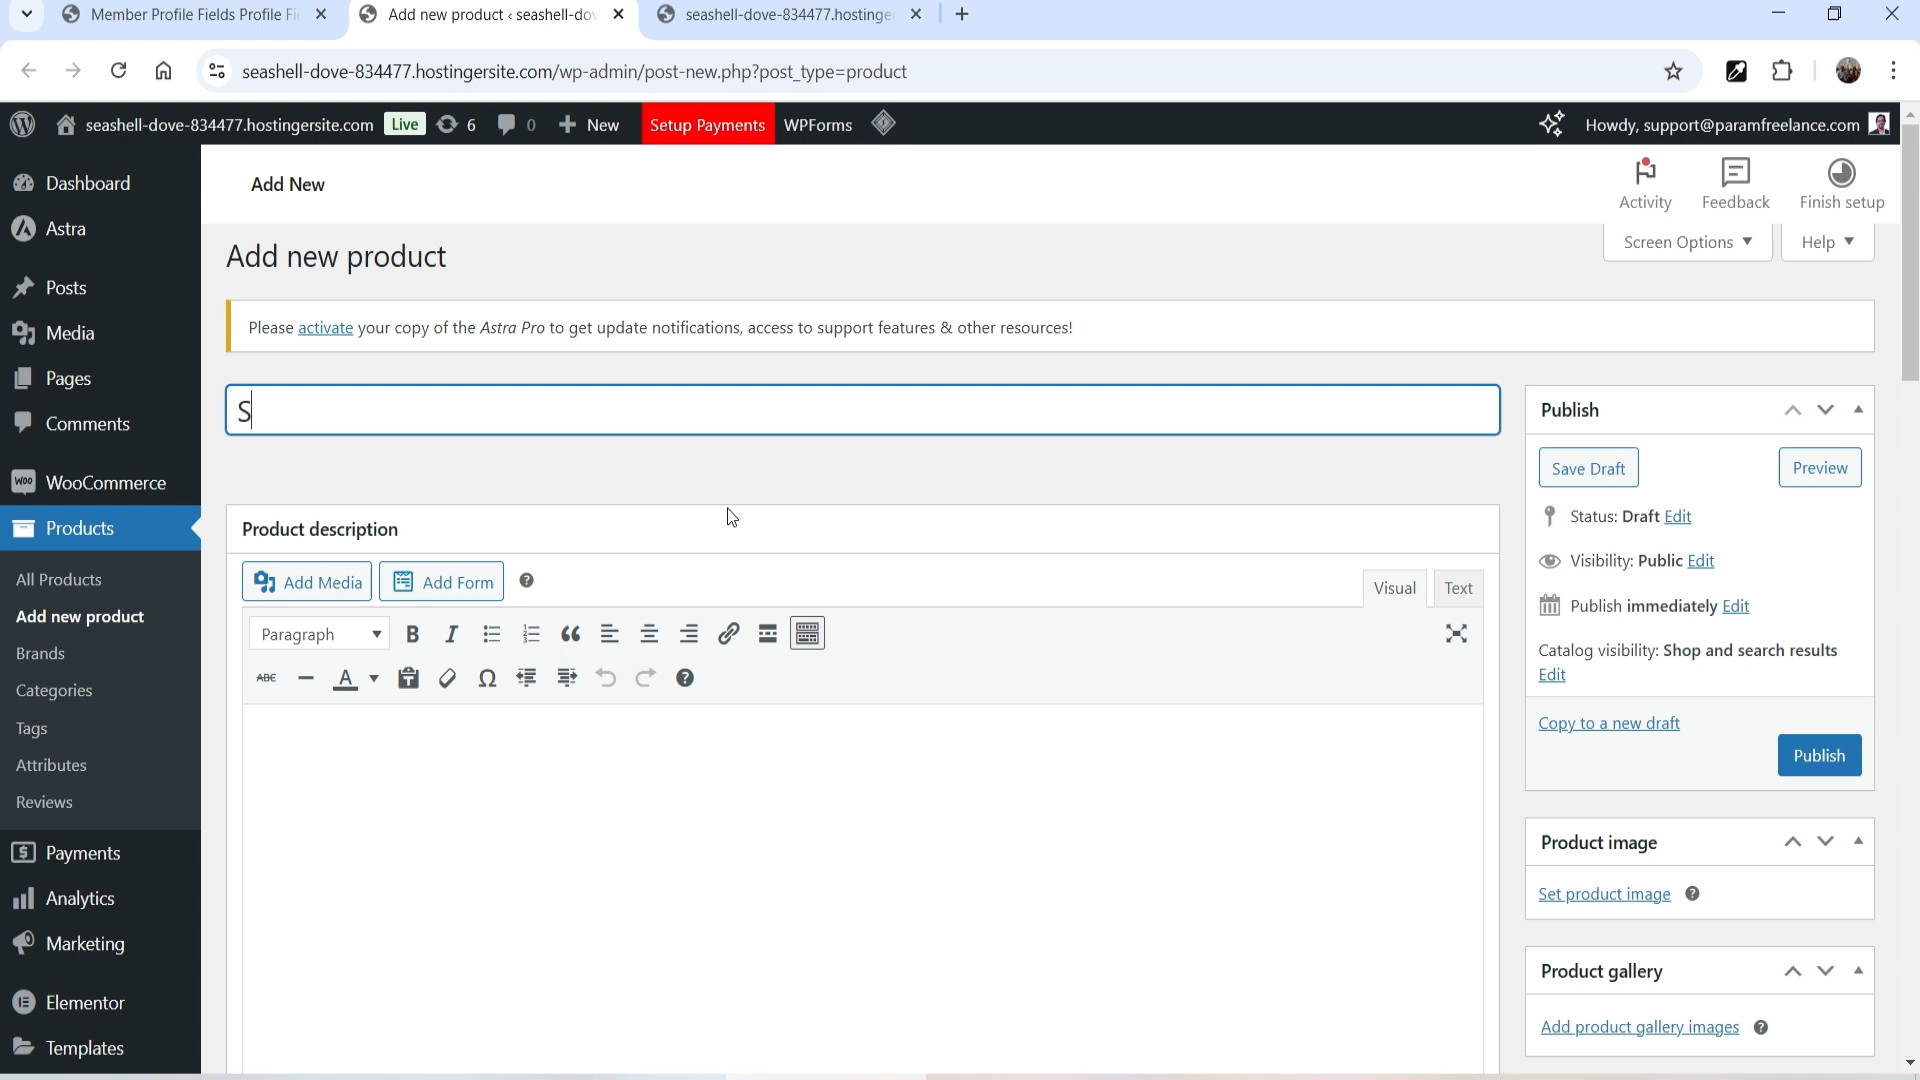 Member Profile Fields Profile Fi
Add new product ‹ seashell-dov
seashell-dove-834477.hostinge
seashell-dove-834477.hostingersite.com/wp-admin/post-new.php?post_type=product
seashell-dove-834477.hostingersite.com Live 6 0 New Setup Payments WPForms Howdy, support@paramfreelance.com
Dashboard
Astra
Posts
Media
Pages
Comments
WooCommerce
Products
All Products
Add new product
Brands
Categories
Tags
Attributes
Reviews
Payments
Analytics
Marketing
Elementor
Templates
Add New
Activity
Feedback
Finish setup
Screen Options
Help
Add new product
Please activate your copy of the Astra Pro to get update notifications, access to support features & other resources!
S
Product description
Add Media
Add Form
Visual
Text
Paragraph
B I
ABC A
Publish
Save Draft
Preview
Status: Draft Edit
Visibility: Public Edit
Publish immediately Edit
Catalog visibility: Shop and search results
Edit
Copy to a new draft
Publish
Product image
Set product image
Product gallery
Add product gallery images